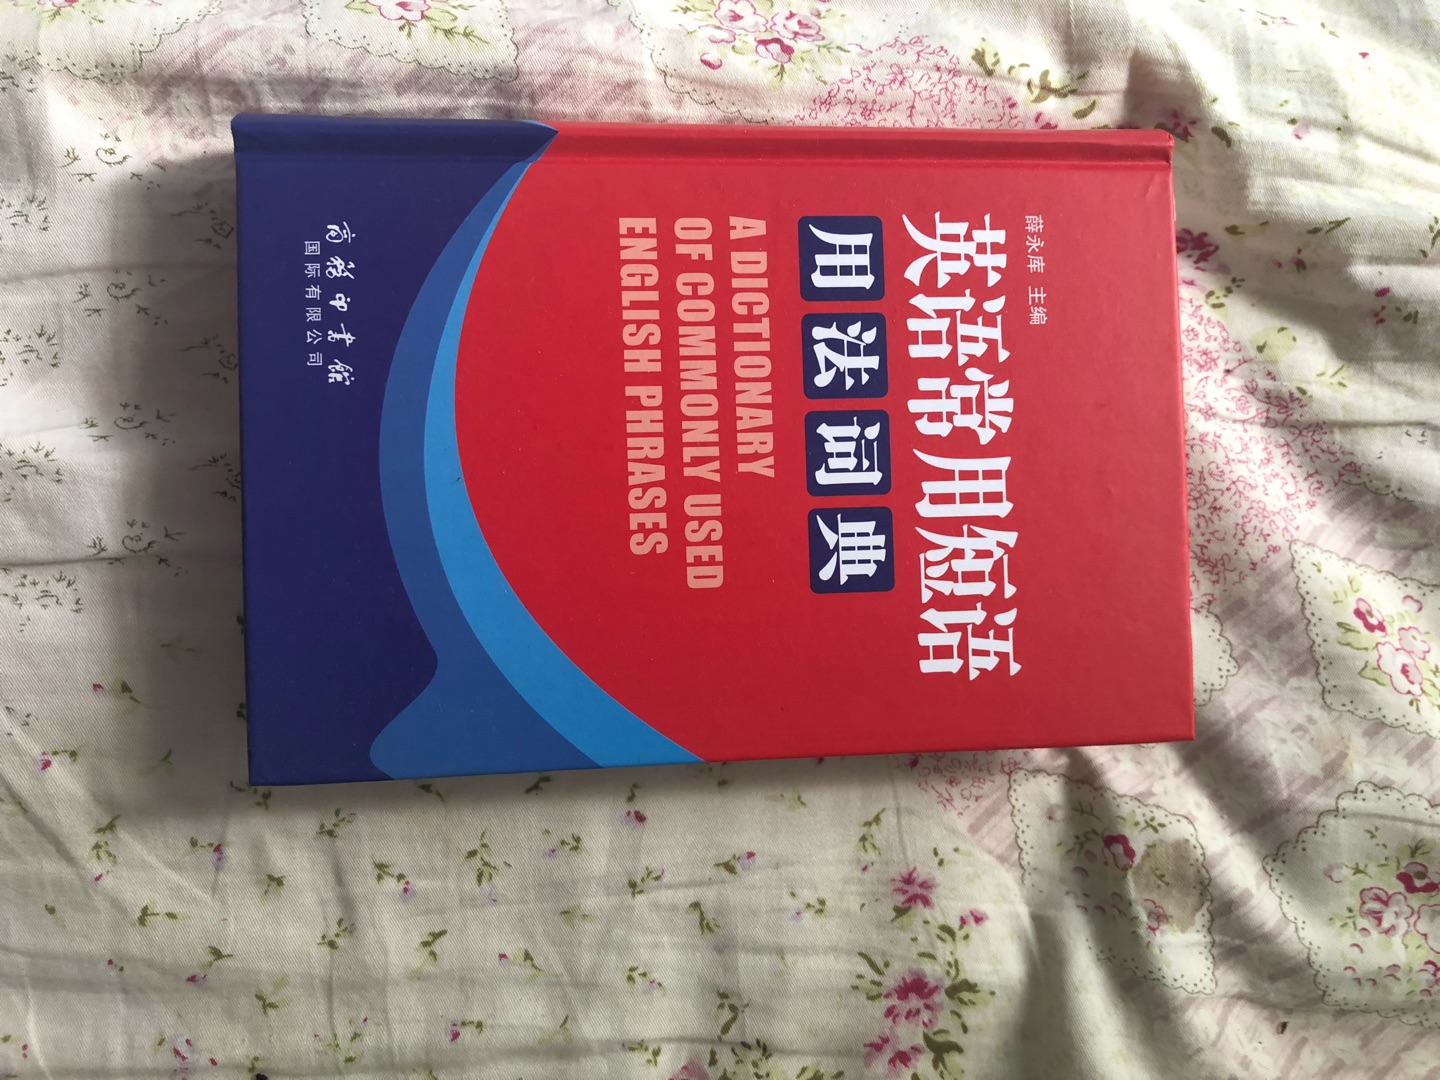 薛永库 主编
英语常用短语
用法词典
A DICTIONARY
OF COMMONLY USED
ENGLISH PHRASES
商务印书馆
国际有限公司